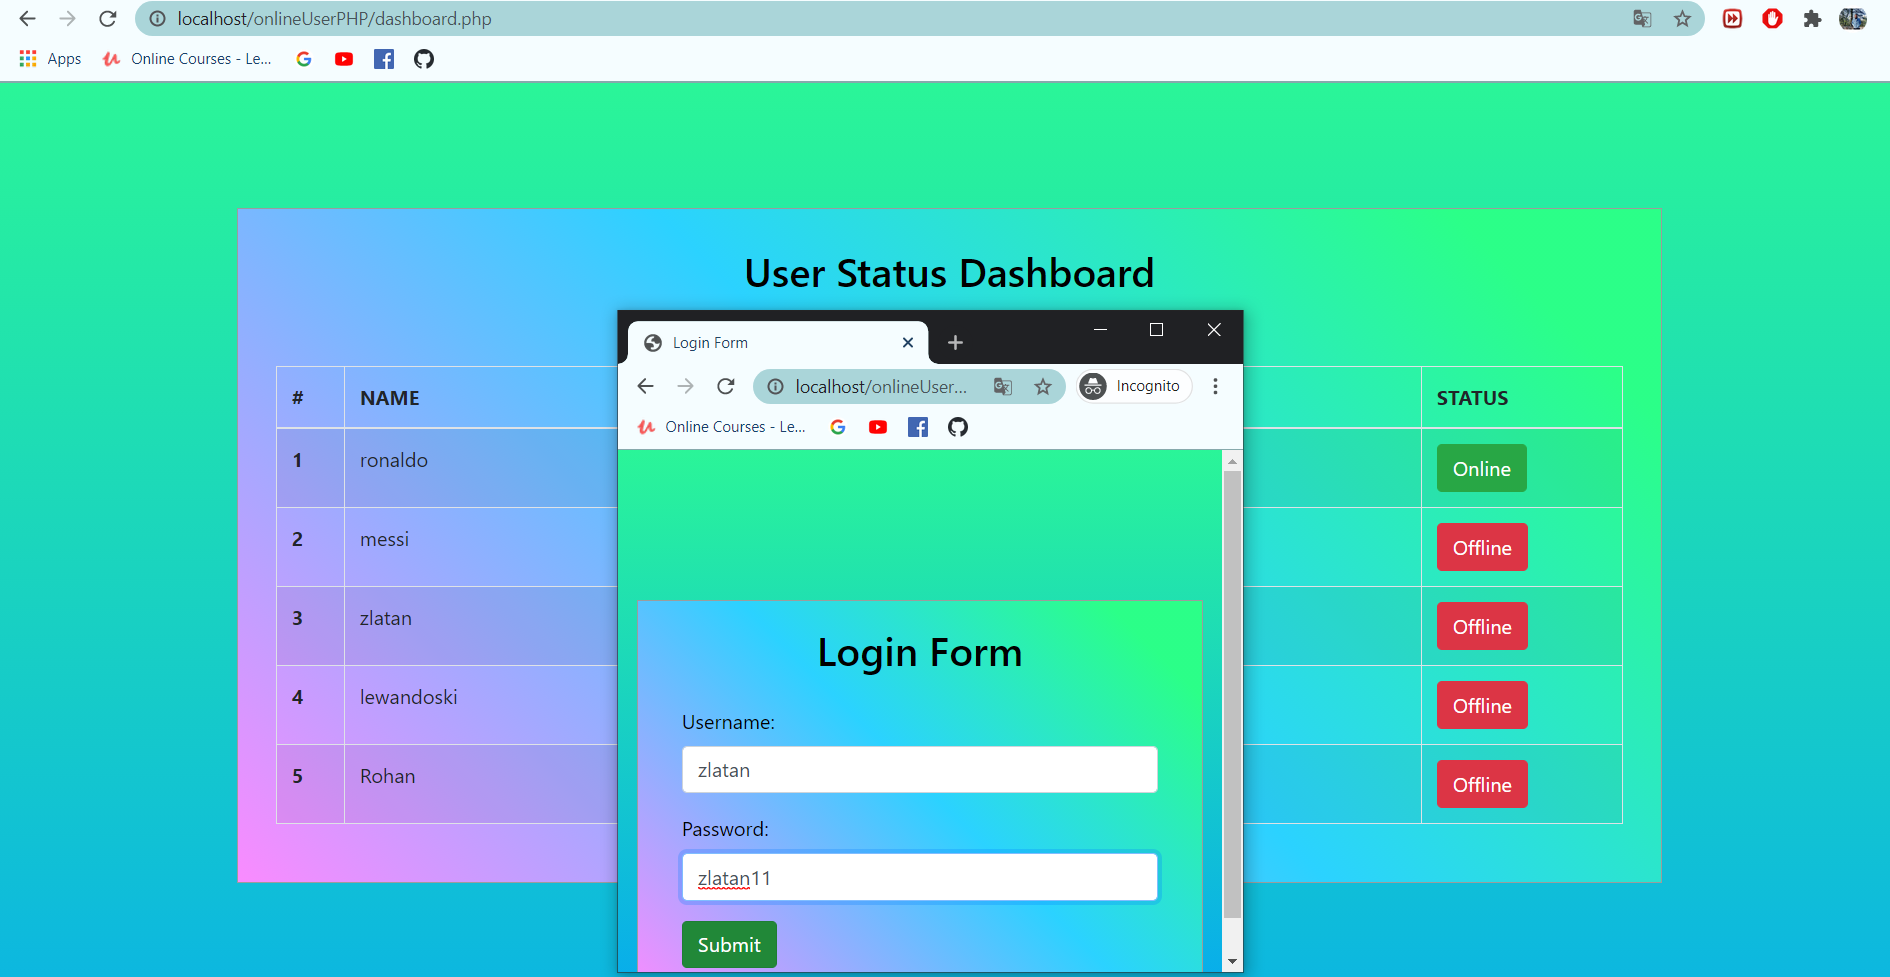 localhost/onlineUserPHP/dashboard.php
Apps Online Courses - Le...
User Status Dashboard
# NAME STATUS
1 ronaldo Online
2 messi Offline
3 zlatan Offline
4 lewandoski Offline
5 Rohan Offline
Login Form
localhost/onlineUser... Incognito
Online Courses - Le...
Login Form
Username:
zlatan
Password:
zlatan11
Submit